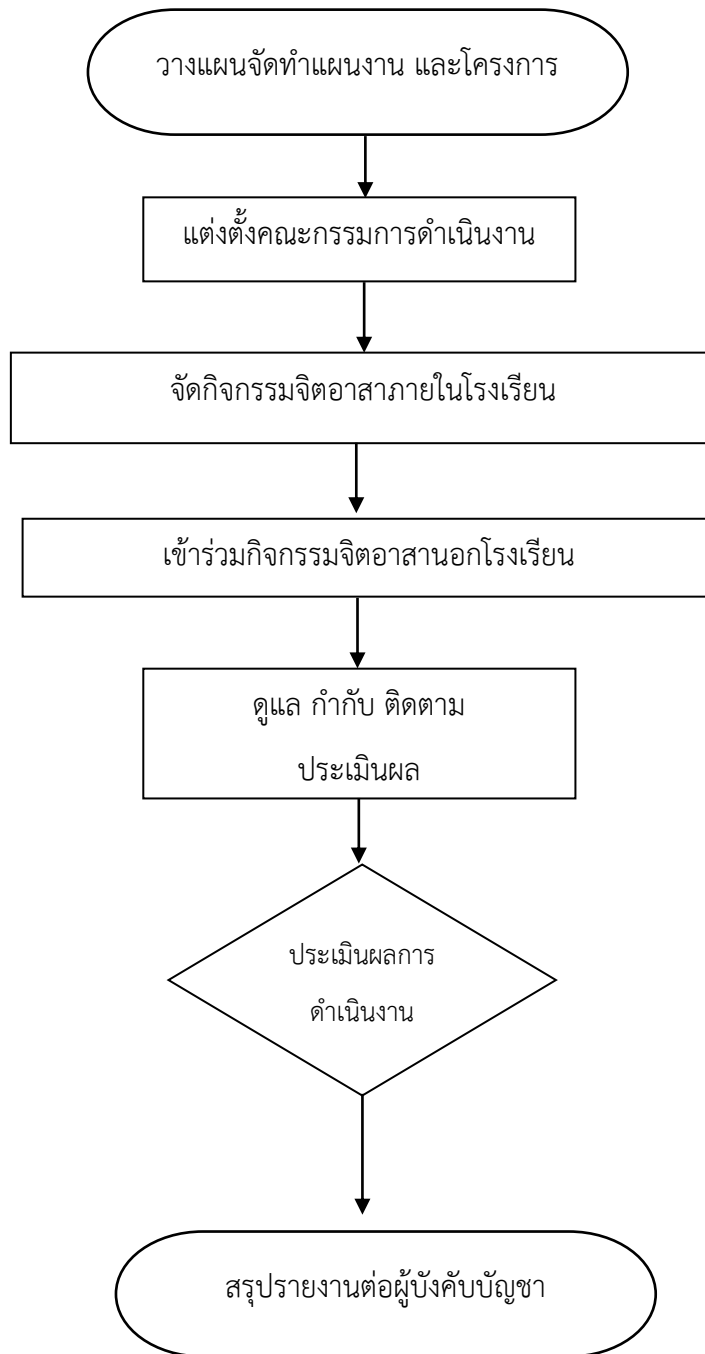 วางแผนจัดทำแผนงาน และโครงการ
แต่งตั้งคณะกรรมการดำเนินงาน
จัดกิจกรรมจิตอาสาภายในโรงเรียน
เข้าร่วมกิจกรรมจิตอาสานอกโรงเรียน
ดูแล กำกับ ติดตาม
ประเมินผล
ประเมินผลการ
ดำเนินงาน
สรุปรายงานต่อผู้บังคับบัญชา